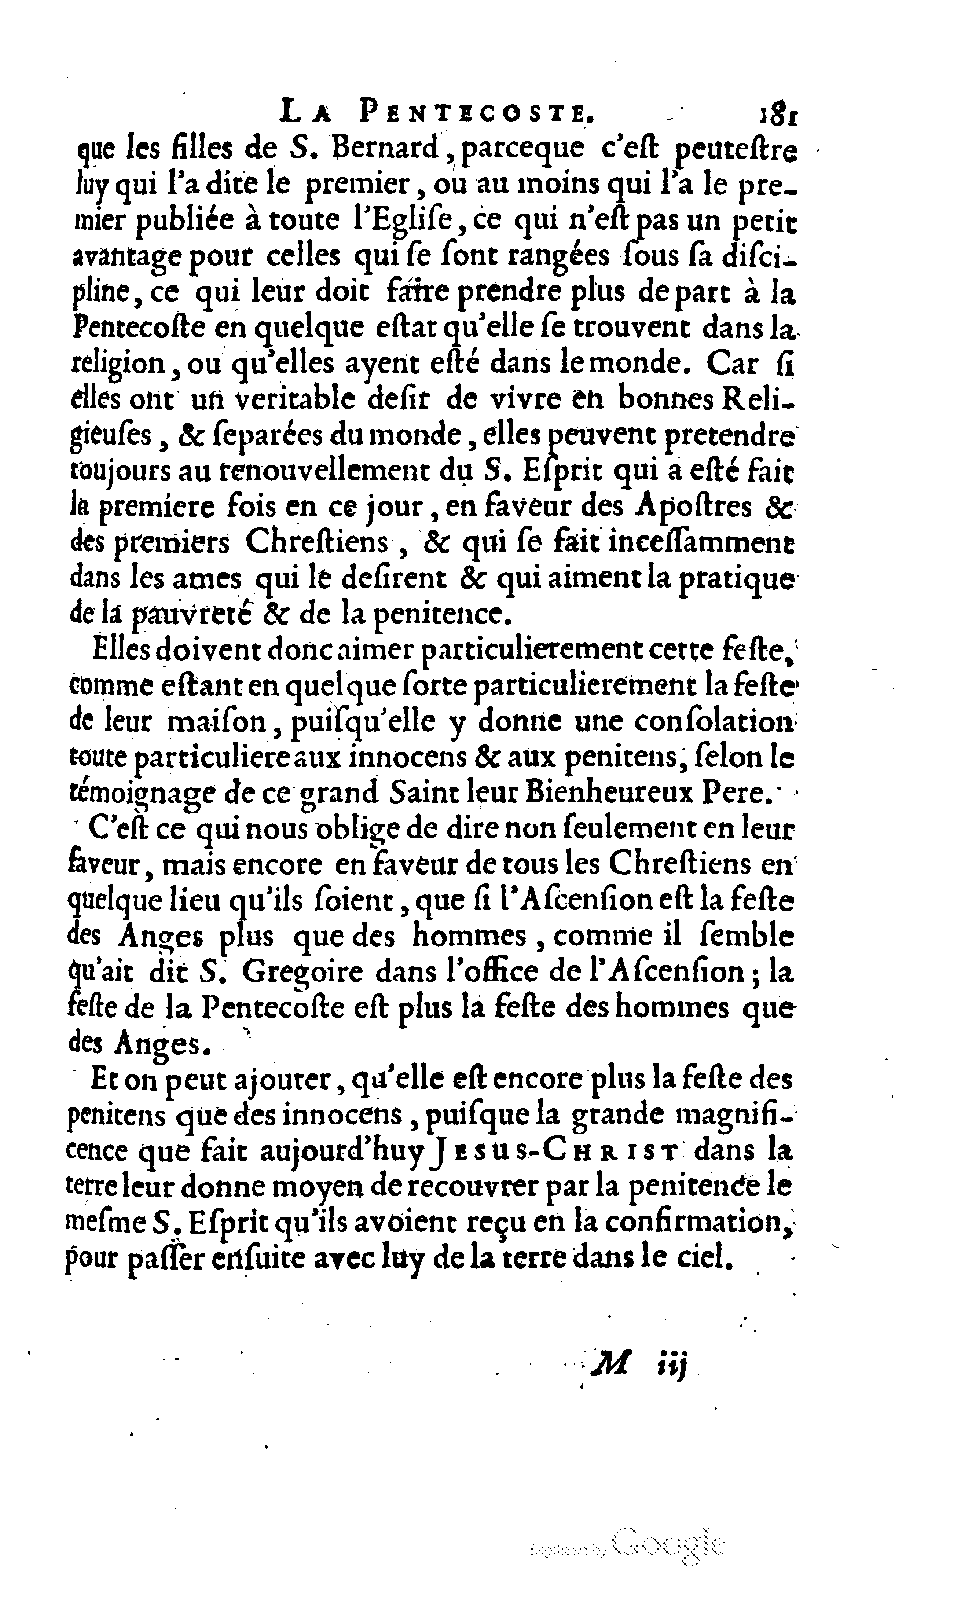 LA PENTECOSTE. 181
que les filles de S. Bernard, parceque c'eſt peuteſtre
luy qui l'a dite le premier, ou au moins qui l'a le pre-
mier publiée à toute l'Egliſe, ce qui n'eſt pas un petit
avantage pour celles qui ſe ſont rangées ſous ſa diſci-
pline, ce qui leur doit faire prendre plus de part à la
Pentecoſte en quelque eſtat qu'elle ſe trouvent dans la
religion, ou qu'elles ayent eſté dans le monde. Car ſi
elles ont un veritable deſir de vivre en bonnes Reli-
gieuſes, & ſeparées du monde, elles peuvent pretendre
toujours au renouvellement du S. Eſprit qui a eſté fait
la premiere fois en ce jour, en faveur des Apoſtres &
des premiers Chreſtiens, & qui ſe fait inceſſamment
dans les ames qui le deſirent & qui aiment la pratique
de la pauvreté & de la penitence.
Elles doivent donc aimer particulierement cette feſte,
comme eſtant en quelque ſorte particulierement la feſte
de leur maiſon, puiſqu'elle y donne une conſolation
toute particuliere aux innocens & aux penitens, ſelon le
témoignage de ce grand Saint leur Bienheureux Pere.
C'eſt ce qui nous oblige de dire non ſeulement en leur
faveur, mais encore en faveur de tous les Chreſtiens en
quelque lieu qu'ils ſoient, que ſi l'Aſcenſion eſt la feſte
des Anges plus que des hommes, comme il ſemble
qu'ait dit S. Gregoire dans l'office de l'Aſcenſion; la
feſte de la Pentecoſte eſt plus la feſte des hommes que
des Anges.
Et on peut ajouter, qu'elle eſt encore plus la feſte des
penitens que des innocens, puiſque la grande magnifi-
cence que fait aujourd'huy JESUS-CHRIST dans la
terre leur donne moyen de recouvrer par la penitence le
meſme S. Eſprit qu'ils avoient reçu en la confirmation,
pour paſſer enſuite avec luy de la terre dans le ciel.
M iij
Digitized by Google